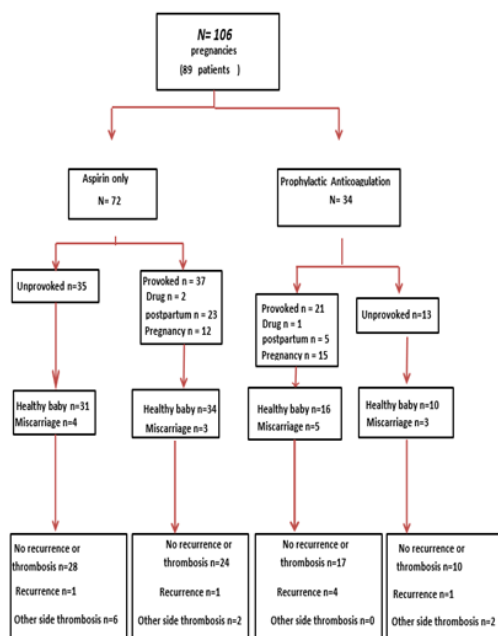 N= 106
pregnancies
(89 patients )
Aspirin only
N= 72
Prophylactic Anticoagulation
N= 34
Unprovoked n=35
Provoked n = 37
Drug n = 2
postpartum n = 23
Pregnancy n = 12
Provoked n = 21
Drug n = 1
postpartum n = 5
Pregnancy n = 15
Unprovoked n=13
Healthy baby n=31
Miscarriage n=4
Healthy baby n=34
Miscarriage n=3
Healthy baby n=16
Miscarriage n=5
Healthy baby n=10
Miscarriage n=3
No recurrence or
thrombosis n=28
Recurrence n=1
Other side thrombosis n=6
No recurrence or
thrombosis n=24
Recurrence n=1
Other side thrombosis n=2
No recurrence or
thrombosis n=17
Recurrence n=4
Other side thrombosis n=0
No recurrence or
thrombosis n=10
Recurrence n=1
Other side thrombosis n=2